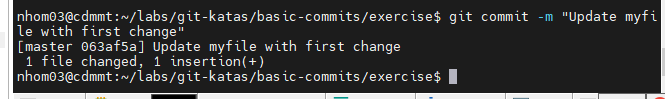 nhom03@cdmmt:~/labs/git-katas/basic-commits/exercise$ git commit -m "Update myfi
le with first change"
[master 063af5a] Update myfile with first change
 1 file changed, 1 insertion(+)
nhom03@cdmmt:~/labs/git-katas/basic-commits/exercise$